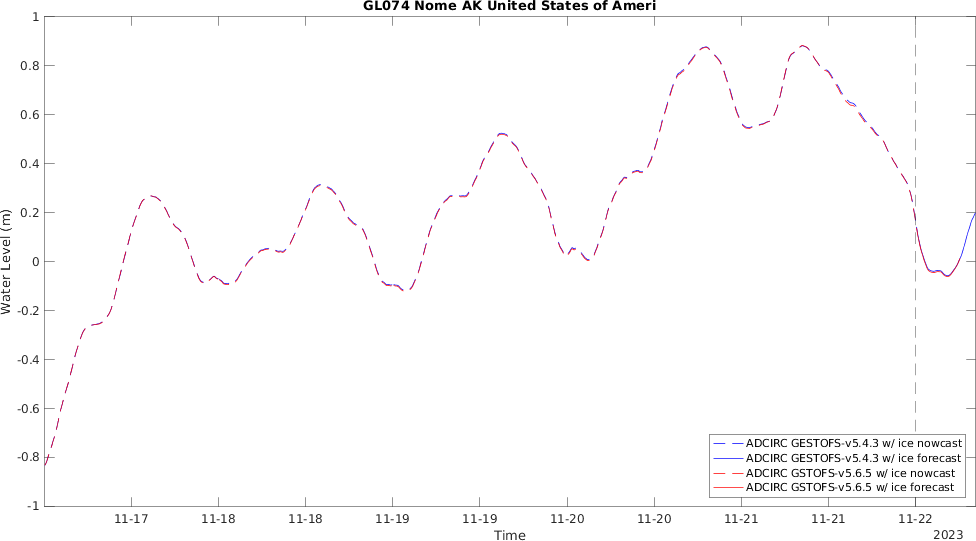 GL074 Nome AK United States of Ameri
1
0.8
0.6
0.4
0.2
0
-0.2
-0.4
-0.6
-0.8
-1
Water Level (m)
ADCIRC GESTOFS-v5.4.3 w/ ice nowcast
ADCIRC GESTOFS-v5.4.3 w/ ice forecast
ADCIRC GSTOFS-v5.6.5 w/ ice nowcast
ADCIRC GSTOFS-v5.6.5 w/ ice forecast
11-17 11-18 11-18 11-19 11-19 11-20 11-20 11-21 11-21 11-22
Time 2023